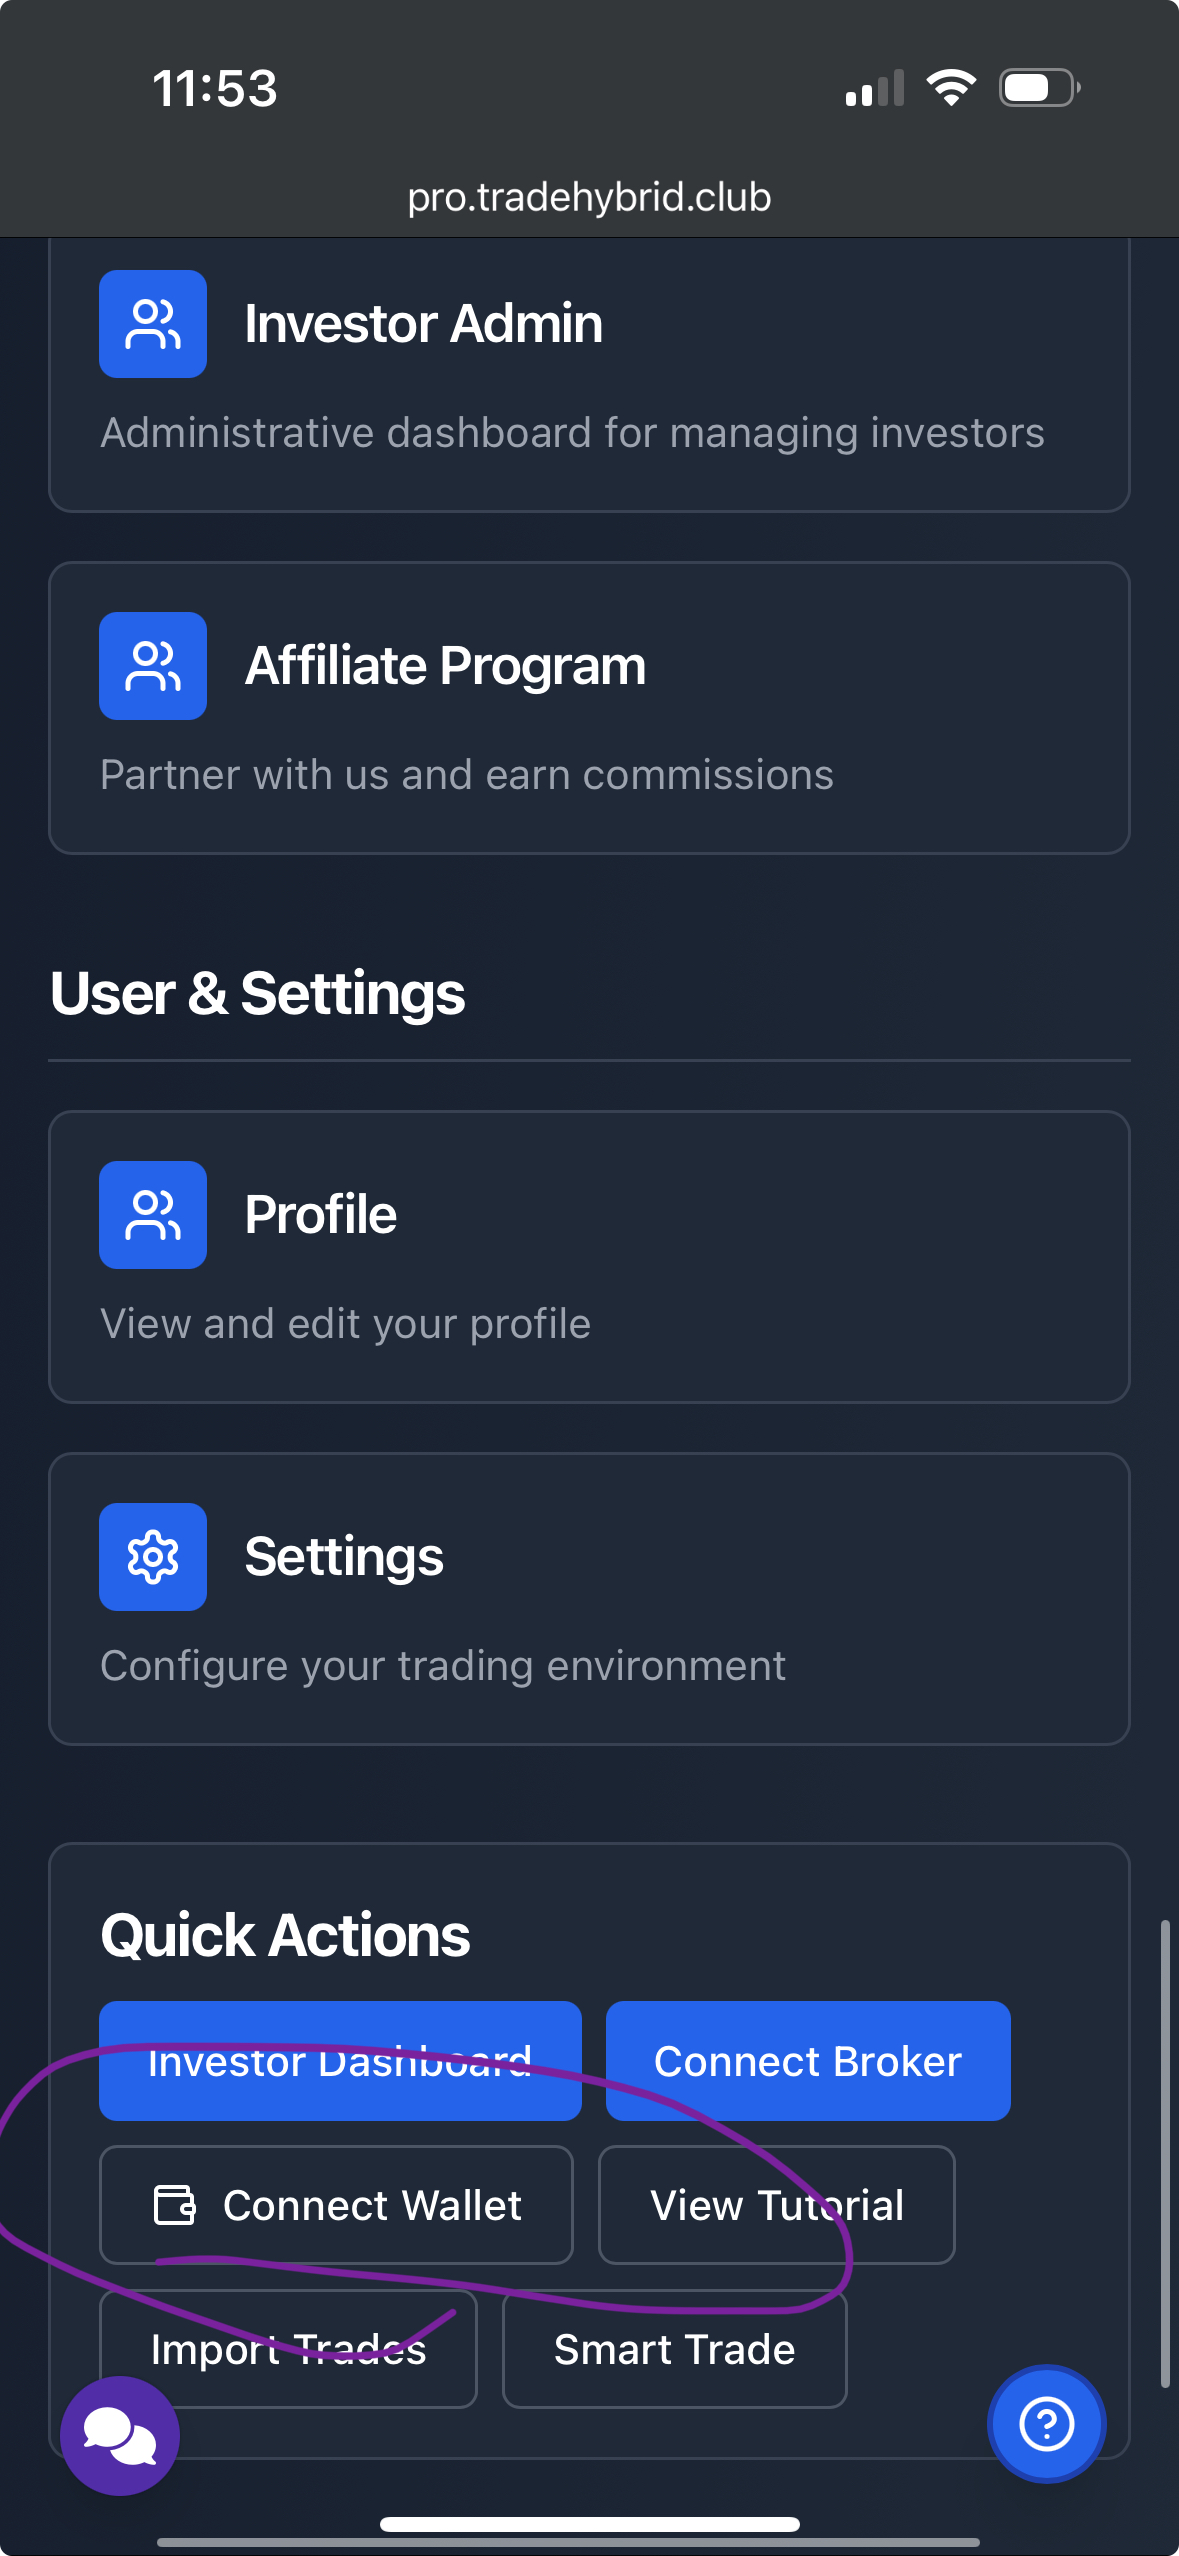 11:53
pro.tradehybrid.club
Investor Admin
Administrative dashboard for managing investors
Affiliate Program
Partner with us and earn commissions
User & Settings
Profile
View and edit your profile
Settings
Configure your trading environment
Quick Actions
Investor Dashboard Connect Broker
Connect Wallet View Tutorial
Import Trades Smart Trade